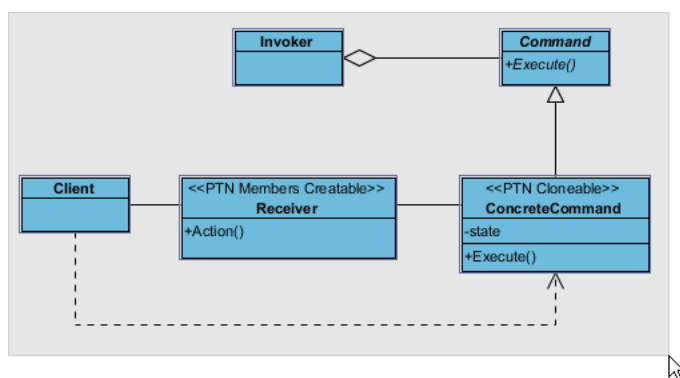 Invoker
Command
+Execute()
Client
<<PTN Members Creatable>>
Receiver
+Action()
<<PTN Cloneable>>
ConcreteCommand
-state
+Execute()